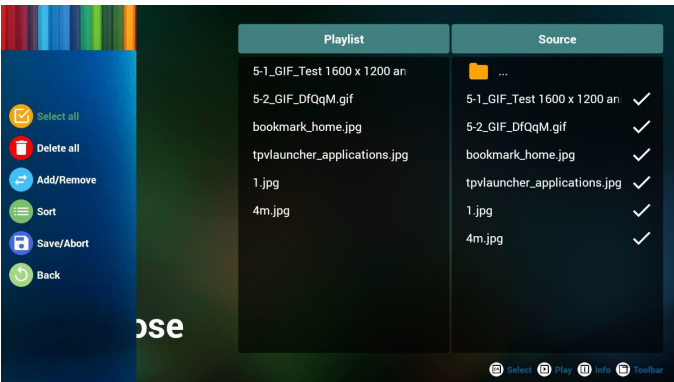 Select all
Delete all
Add/Remove
Sort
Save/Abort
Back
ose
Playlist
5-1_GIF_Test 1600 x 1200 an
5-2_GIF_DfQqM.gif
bookmark_home.jpg
tpvlauncher_applications.jpg
1.jpg
4m.jpg
Source
...
5-1_GIF_Test 1600 x 1200 an
5-2_GIF_DfQqM.gif
bookmark_home.jpg
tpvlauncher_applications.jpg
1.jpg
4m.jpg
Select Play Info Toolbar